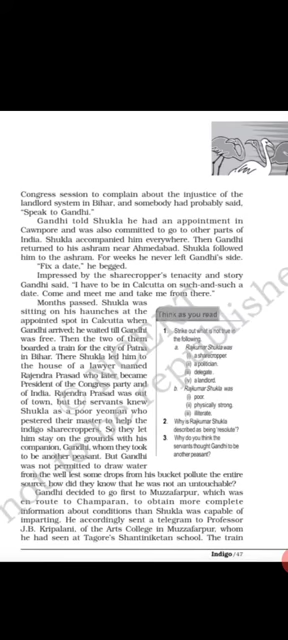 Congress session to complain about the injustice of the
landlord system in Bihar, and somebody had probably said,
"Speak to Gandhi."
Gandhi told Shukla he had an appointment in
Cawnpore and was also committed to go to other parts of
India. Shukla accompanied him everywhere. Then Gandhi
returned to his ashram near Ahmedabad. Shukla followed
him to the ashram. For weeks he never left Gandhi's side.
"Fix a date," he begged.
Impressed by the sharecropper's tenacity and story
Gandhi said, "I have to be in Calcutta on such-and-such a
date. Come and meet me and take me from there."
Months passed. Shukla was
sitting on his haunches at the
appointed spot in Calcutta when
Gandhi arrived; he waited till Gandhi
was free. Then the two of them
boarded a train for the city of Patna
in Bihar. There Shukla led him to
the house of a lawyer named
Rajendra Prasad who later became
President of the Congress party and
of India. Rajendra Prasad was out
of town, but the servants knew
Shukla as a poor yeoman who
pestered their master to help the
indigo sharecroppers. So they let
him stay on the grounds with his
companion, Gandhi, whom they took
to be another peasant. But Gandhi
was not permitted to draw water
from the well lest some drops from his bucket pollute the entire
source; how did they know that he was not an untouchable?
Think as you read
1 Strike out what is not true in
the following.
a. Rajkumar Shukla was
(i) a sharecropper.
(ii) a politician.
(iii) delegate.
(iv) a landlord.
b. Rajkumar Shukla was
(i) poor.
(ii) physically strong.
(iii) illiterate.
2 Why is Rajkumar Shukla
described as being 'resolute'?
3 Why do you think the
servants thought Gandhi to be
another peasant?
Gandhi decided to go first to Muzzafarpur, which was
en route to Champaran, to obtain more complete
information about conditions than Shukla was capable of
imparting. He accordingly sent a telegram to Professor
J.B. Kripalani, of the Arts College in Muzzafarpur, whom
he had seen at Tagore's Shantiniketan school. The train
Indigo/47